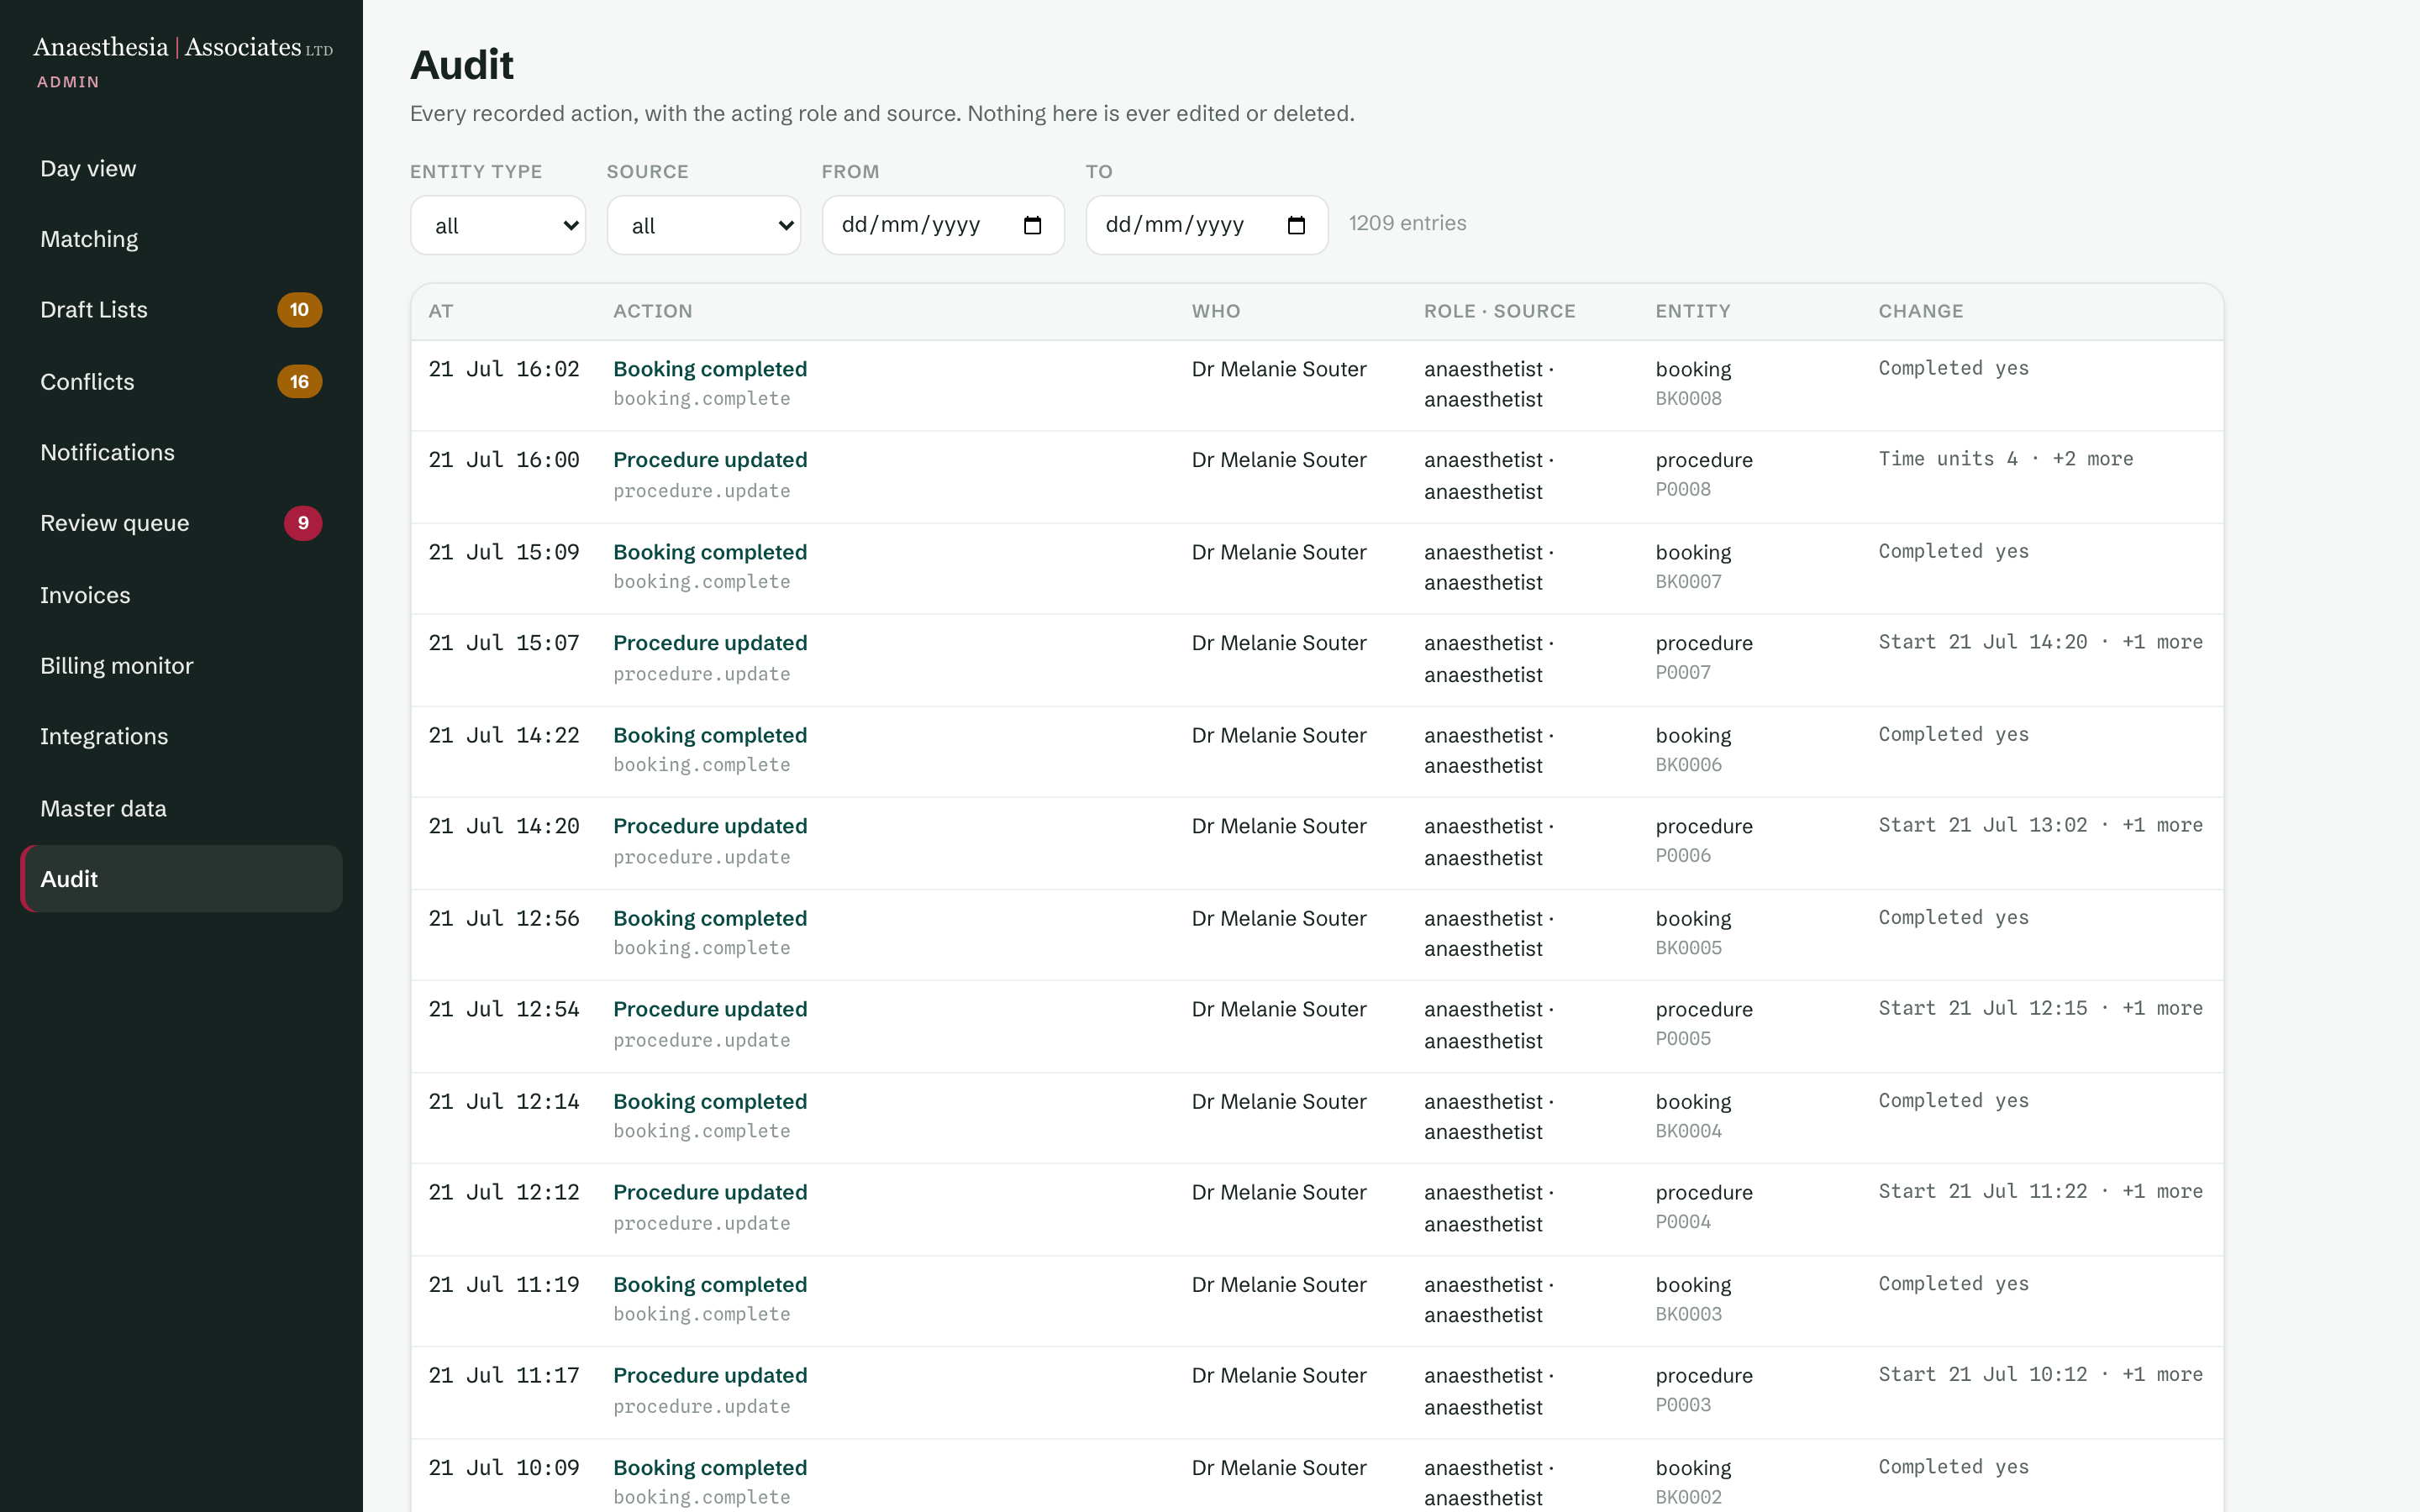 Anaesthesia | Associates LTD
ADMIN
Day view
Matching
Draft Lists 10
Conflicts 16
Notifications
Review queue 9
Invoices
Billing monitor
Integrations
Master data
Audit
Audit
Every recorded action, with the acting role and source. Nothing here is ever edited or deleted.
ENTITY TYPE SOURCE FROM TO
all all dd/mm/yyyy dd/mm/yyyy 1209 entries
AT ACTION WHO ROLE · SOURCE ENTITY CHANGE
21 Jul 16:02 Booking completed Dr Melanie Souter anaesthetist · booking Completed yes
booking.complete anaesthetist BK0008
21 Jul 16:00 Procedure updated Dr Melanie Souter anaesthetist · procedure Time units 4 · +2 more
procedure.update anaesthetist P0008
21 Jul 15:09 Booking completed Dr Melanie Souter anaesthetist · booking Completed yes
booking.complete anaesthetist BK0007
21 Jul 15:07 Procedure updated Dr Melanie Souter anaesthetist · procedure Start 21 Jul 14:20 · +1 more
procedure.update anaesthetist P0007
21 Jul 14:22 Booking completed Dr Melanie Souter anaesthetist · booking Completed yes
booking.complete anaesthetist BK0006
21 Jul 14:20 Procedure updated Dr Melanie Souter anaesthetist · procedure Start 21 Jul 13:02 · +1 more
procedure.update anaesthetist P0006
21 Jul 12:56 Booking completed Dr Melanie Souter anaesthetist · booking Completed yes
booking.complete anaesthetist BK0005
21 Jul 12:54 Procedure updated Dr Melanie Souter anaesthetist · procedure Start 21 Jul 12:15 · +1 more
procedure.update anaesthetist P0005
21 Jul 12:14 Booking completed Dr Melanie Souter anaesthetist · booking Completed yes
booking.complete anaesthetist BK0004
21 Jul 12:12 Procedure updated Dr Melanie Souter anaesthetist · procedure Start 21 Jul 11:22 · +1 more
procedure.update anaesthetist P0004
21 Jul 11:19 Booking completed Dr Melanie Souter anaesthetist · booking Completed yes
booking.complete anaesthetist BK0003
21 Jul 11:17 Procedure updated Dr Melanie Souter anaesthetist · procedure Start 21 Jul 10:12 · +1 more
procedure.update anaesthetist P0003
21 Jul 10:09 Booking completed Dr Melanie Souter anaesthetist · booking Completed yes
booking.complete anaesthetist BK0002